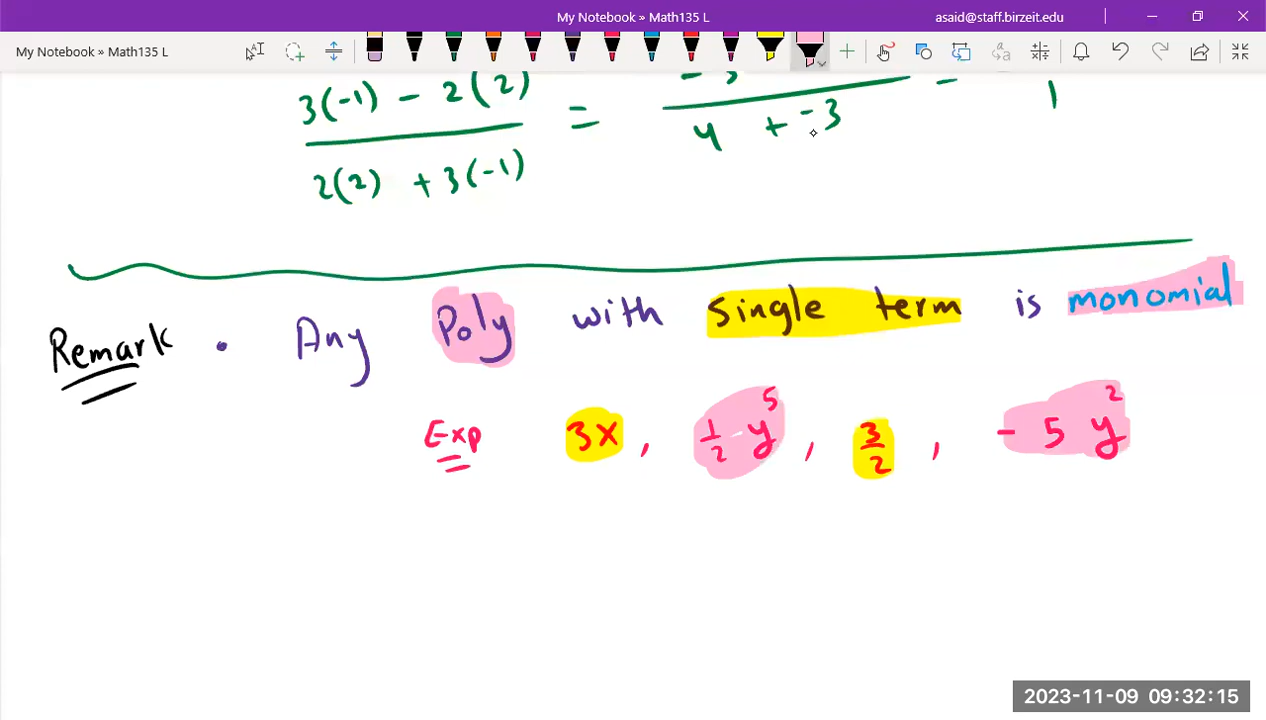 My Notebook » Math135 L
asaid@staff.birzeit.edu
My Notebook » Math135 L
3(-1) - 2(2)
2(2) + 3(-1)
=
4 + -3
1
Remark • Any Poly with single term is monomial
Exp 3x , 1/2 y^5 , 3/2 , - 5 y^2
2023-11-09 09:32:15